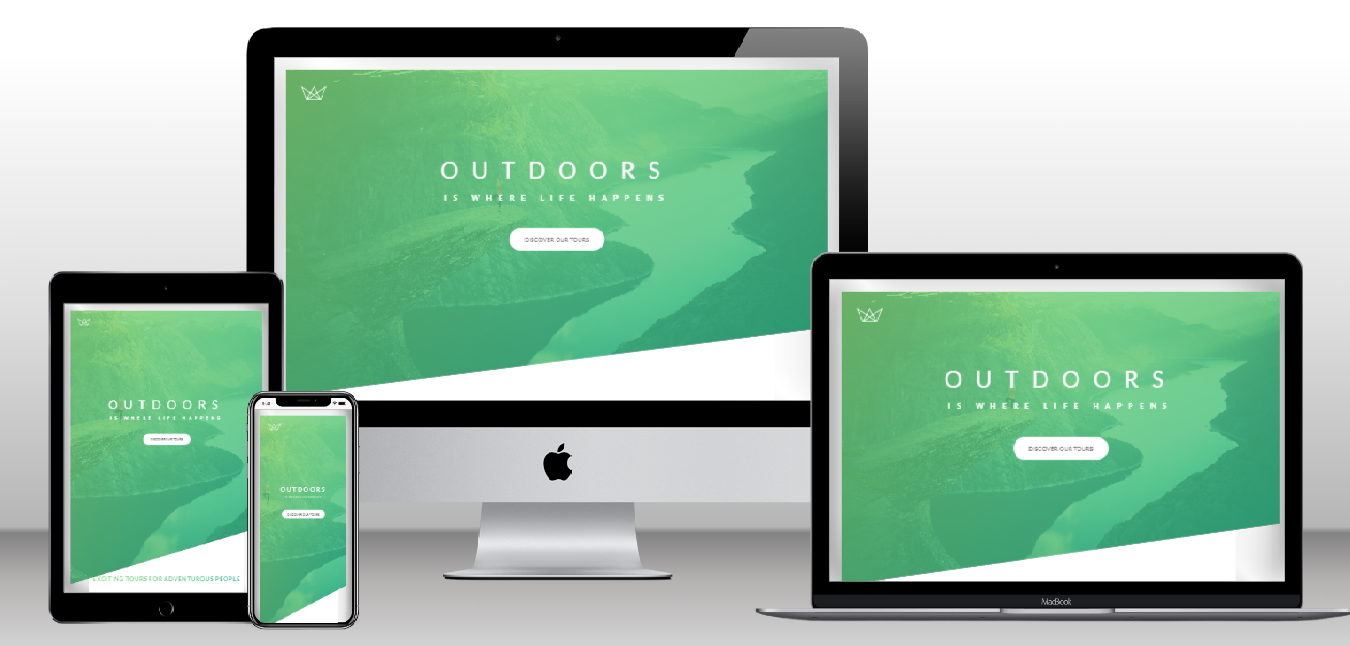 OUTDOORS
IS WHERE LIFE HAPPENS
DISCOVER OUR TOURS
OUTDOORS
IS WHERE LIFE HAPPENS
DISCOVER OUR TOURS
EXCITING TOURS FOR ADVENTUROUS PEOPLE
OUTDOORS
DISCOVER OUR TOURS
OUTDOORS
IS WHERE LIFE HAPPENS
DISCOVER OUR TOURS
MacBook